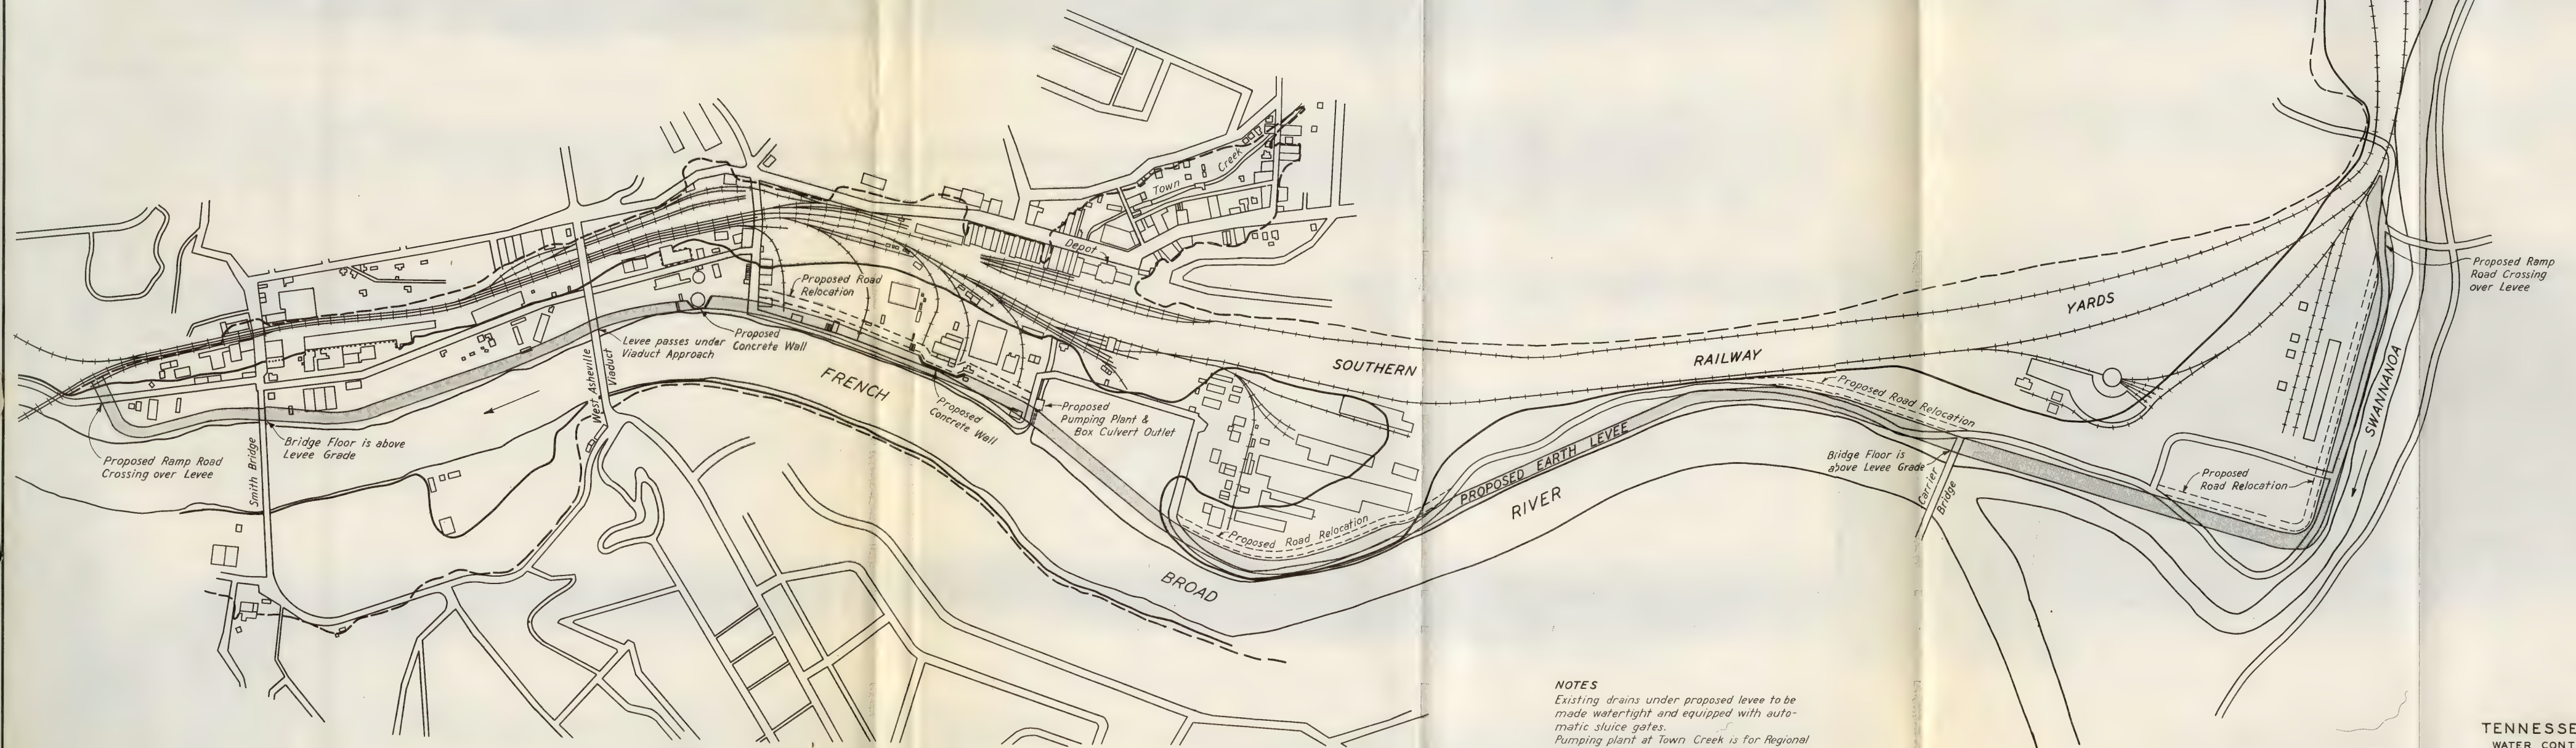 Town Creek
Depot
Proposed Road
Relocation
Proposed
Concrete Wall
Levee passes under
Viaduct Approach
West Asheville
Viaduct
FRENCH
Proposed
Concrete Wall
Proposed
Pumping Plant &
Box Culvert Outlet
Bridge Floor is above
Levee Grade
Proposed Ramp Road
Crossing over Levee
Smith Bridge
SOUTHERN
RAILWAY
YARDS
Proposed Ramp
Road Crossing
over Levee
SWANNANOA
Proposed Road Relocation
Bridge Floor is
above Levee Grade
Carrier
Bridge
Proposed
Road Relocation
PROPOSED EARTH LEVEE
RIVER
Proposed Road Relocation
BROAD
NOTES
Existing drains under proposed levee to be
made watertight and equipped with auto-
matic sluice gates.
Pumping plant at Town Creek is for Regional
TENNESSE
WATER CONT